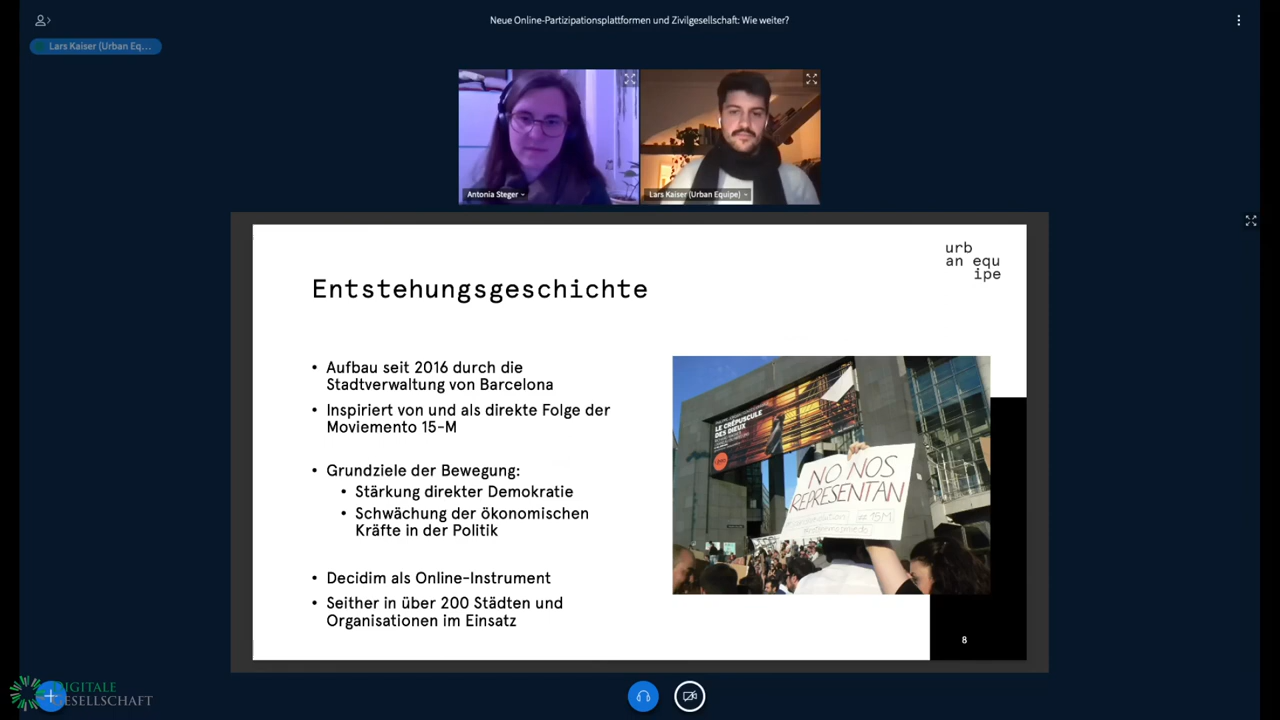 Neue Online-Partizipationsplattformen und Zivilgesellschaft: Wie weiter?
Lars Kaiser (Urban Eq...
Antonia Steger
Lars Kaiser (Urban Equipe)
urb
an equ
ipe
Entstehungsgeschichte
• Aufbau seit 2016 durch die
Stadtverwaltung von Barcelona
• Inspiriert von und als direkte Folge der
Moviemento 15-M
• Grundziele der Bewegung:
• Stärkung direkter Demokratie
• Schwächung der ökonomischen
Kräfte in der Politik
• Decidim als Online-Instrument
• Seither in über 200 Städten und
Organisationen im Einsatz
LE CRÉPUSCULE
DES DIEUX
NO NOS
REPRESENTAN
15M
8
DIGITALE
GESELLSCHAFT